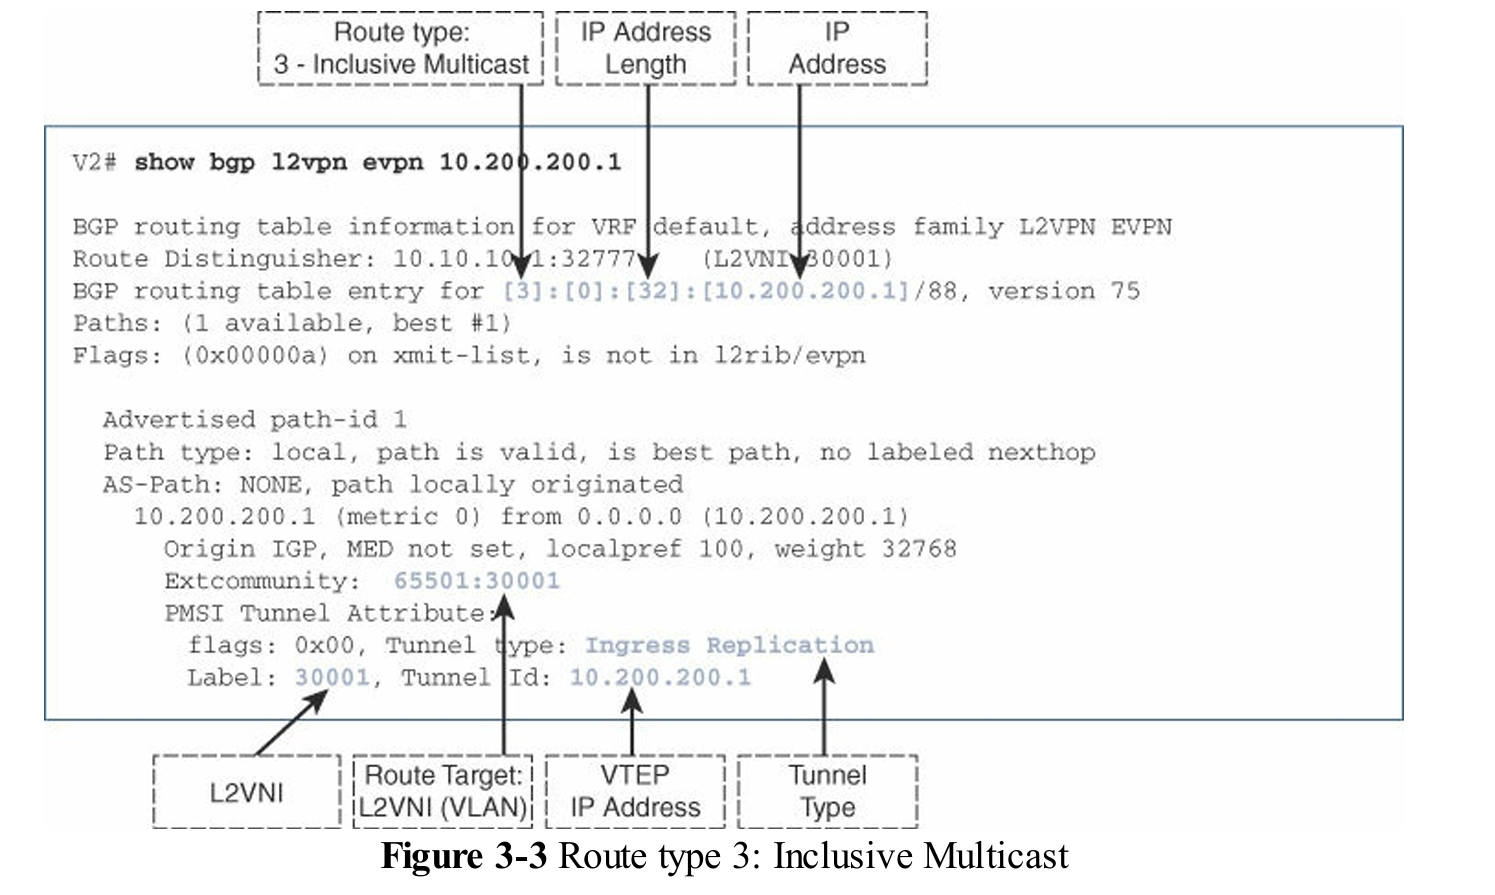 Route type:
3 - Inclusive Multicast
IP Address
Length
IP
Address
V2# show bgp l2vpn evpn 10.200.200.1
BGP routing table information for VRF default, address family L2VPN EVPN
Route Distinguisher: 10.10.10.1:32777 (L2VNI 30001)
BGP routing table entry for [3]:[0]:[32]:[10.200.200.1]/88, version 75
Paths: (1 available, best #1)
Flags: (0x00000a) on xmit-list, is not in l2rib/evpn
Advertised path-id 1
Path type: local, path is valid, is best path, no labeled nexthop
AS-Path: NONE, path locally originated
10.200.200.1 (metric 0) from 0.0.0.0 (10.200.200.1)
Origin IGP, MED not set, localpref 100, weight 32768
Extcommunity: 65501:30001
PMSI Tunnel Attribute:
flags: 0x00, Tunnel type: Ingress Replication
Label: 30001, Tunnel Id: 10.200.200.1
L2VNI
Route Target:
L2VNI (VLAN)
VTEP
IP Address
Tunnel
Type
Figure 3-3 Route type 3: Inclusive Multicast